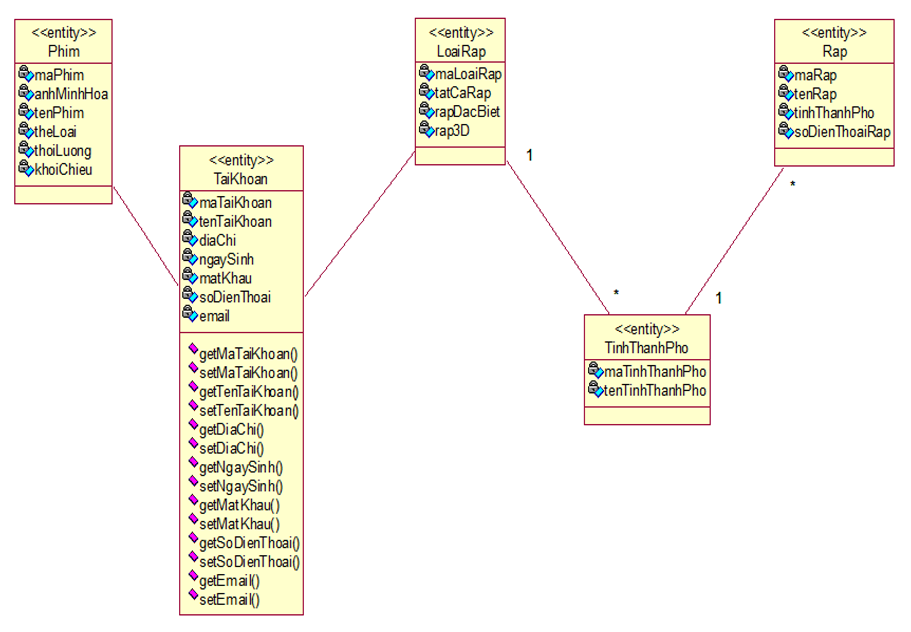 <<entity>>
Phim
maPhim
anhMinhHoa
tenPhim
theLoai
thoiLuong
khoiChieu
<<entity>>
TaiKhoan
maTaiKhoan
tenTaiKhoan
diaChi
ngaySinh
matKhau
soDienThoai
email
getMaTaiKhoan()
setMaTaiKhoan()
getTenTaiKhoan()
setTenTaiKhoan()
getDiaChi()
setDiaChi()
getNgaySinh()
setNgaySinh()
getMatKhau()
setMatKhau()
getSoDienThoai()
setSoDienThoai()
getEmail()
setEmail()
<<entity>>
LoaiRap
maLoaiRap
tatCaRap
rapDacBiet
rap3D
1
*
<<entity>>
TinhThanhPho
maTinhThanhPho
tenTinhThanhPho
1
*
<<entity>>
Rap
maRap
tenRap
tinhThanhPho
soDienThoaiRap